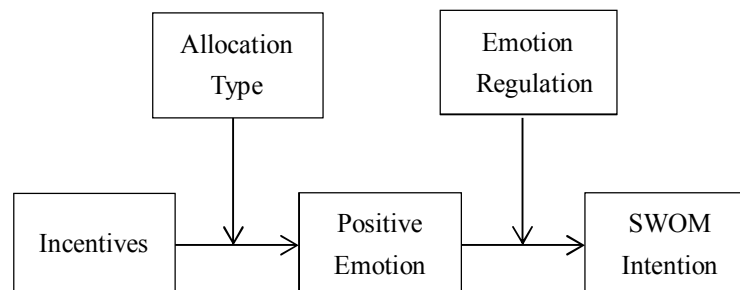 Allocation
Type
Emotion
Regulation
Incentives
Positive
Emotion
SWOM
Intention